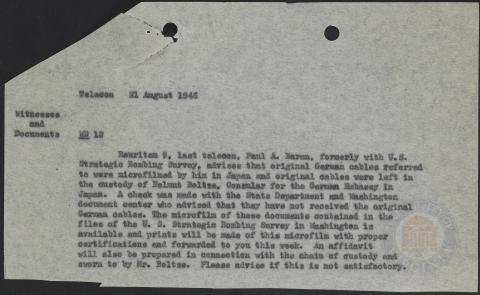 Telecon 21 August 1946
Witnesses
and
Documents
WD 12
Reuritem 8, last telecon, Paul A. Baran, formerly with U.S.
Strategic Bombing Survey, advises that original German cables referred
to were microfilmed by him in Japan and original cables were left in
the custody of Helmut Boltze, Consular for the German Embassy in
Japan. A check was made with the State Department and Washington
document center who advised that they have not received the original
German cables. The microfilm of these documents contained in the
files of the U. S. Strategic Bombing Survey in Washington is
available and prints will be made of this microfilm with proper
certifications and forwarded to you this week. An affidavit
will also be prepared in connection with the chain of custody and
sworn to by Mr. Boltze. Please advise if this is not satisfactory.